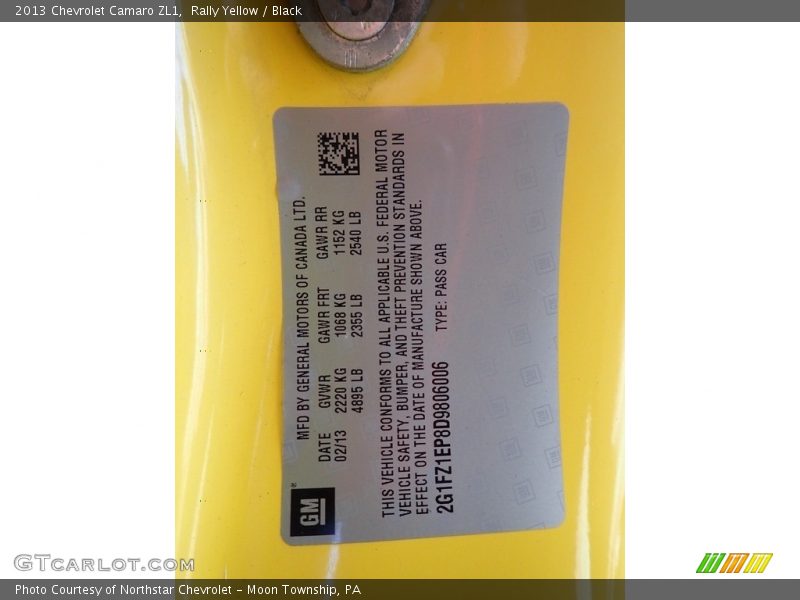 2013 Chevrolet Camaro ZL1,  Rally Yellow / Black
MFD BY GENERAL MOTORS OF CANADA LTD.
DATE GVWR GAWR FRT GAWR RR
02/13 2220 KG 1068 KG 1152 KG
4895 LB 2355 LB 2540 LB
THIS VEHICLE CONFORMS TO ALL APPLICABLE U.S. FEDERAL MOTOR
VEHICLE SAFETY, BUMPER, AND THEFT PREVENTION STANDARDS IN
EFFECT ON THE DATE OF MANUFACTURE SHOWN ABOVE.
2G1FZ1EP8D9806006 TYPE: PASS CAR
GM
GTcarlot.com
Photo Courtesy of Northstar Chevrolet - Moon Township, PA